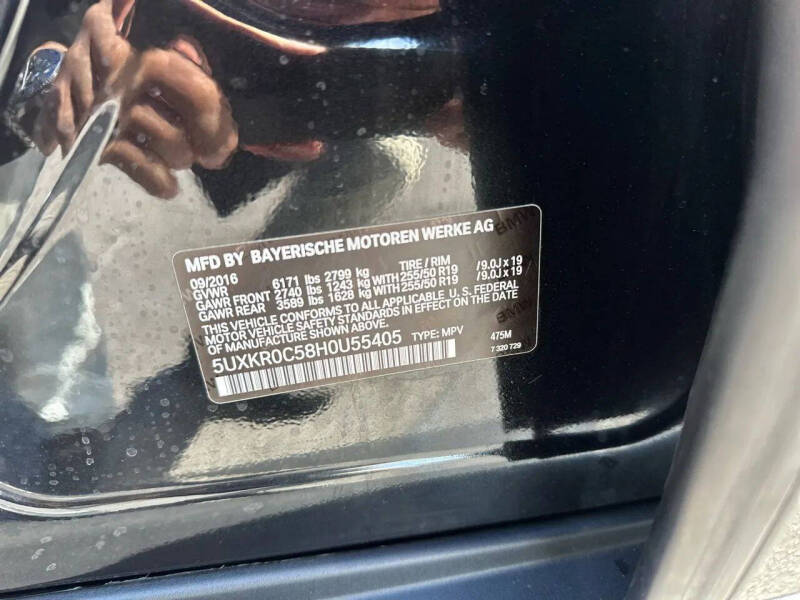 MFD BY BAYERISCHE MOTOREN WERKE AG
09/2016 TIRE / RIM
GVWR 6171 lbs 2799 kg
GAWR FRONT 2740 lbs 1243 kg WITH 255/50 R19 /9.0J x 19
GAWR REAR 3589 lbs 1628 kg WITH 255/50 R19 /9.0J x 19
THIS VEHICLE CONFORMS TO ALL APPLICABLE U.S. FEDERAL
MOTOR VEHICLE SAFETY STANDARDS IN EFFECT ON THE DATE
OF MANUFACTURE SHOWN ABOVE.
5UXKR0C58H0U55405 TYPE: MPV 475M
7 320 729
BMW
BMW